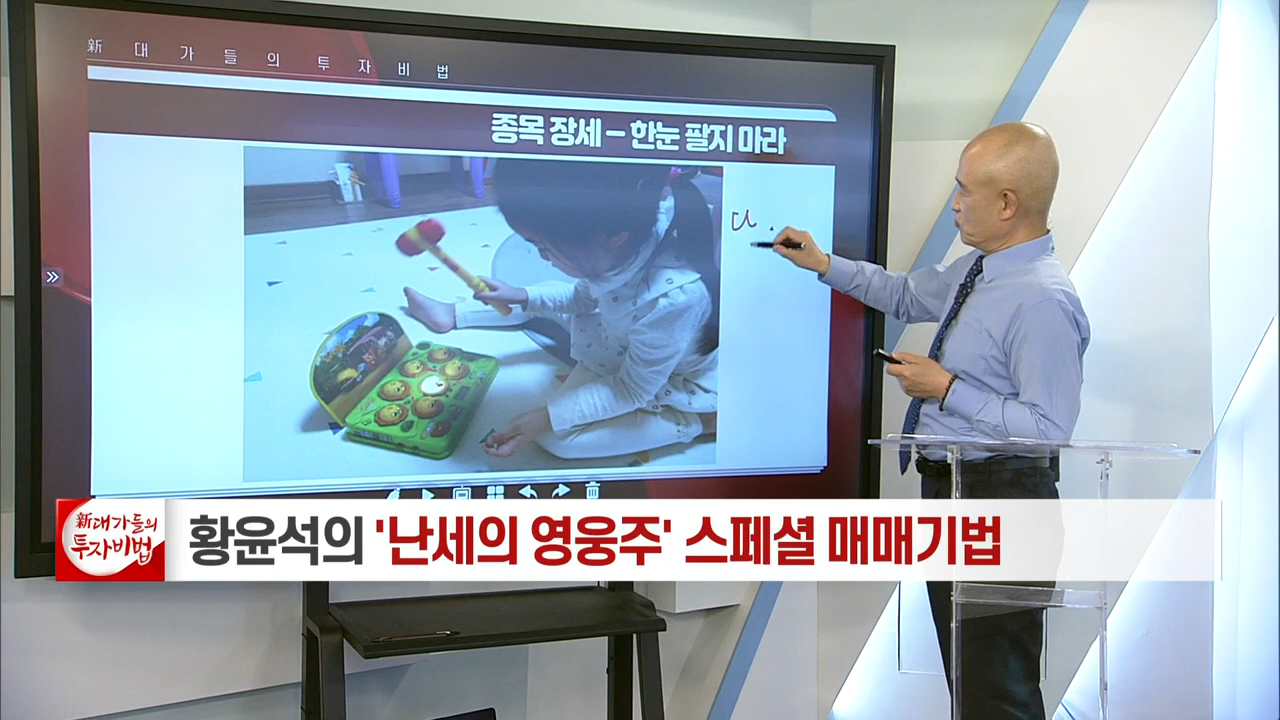 新 대 가 들 의 투 자 비 법
종목 장세 - 한눈 팔지 마라
新대가들의
투자비법
황윤석의 '난세의 영웅주' 스페셜 매매기법